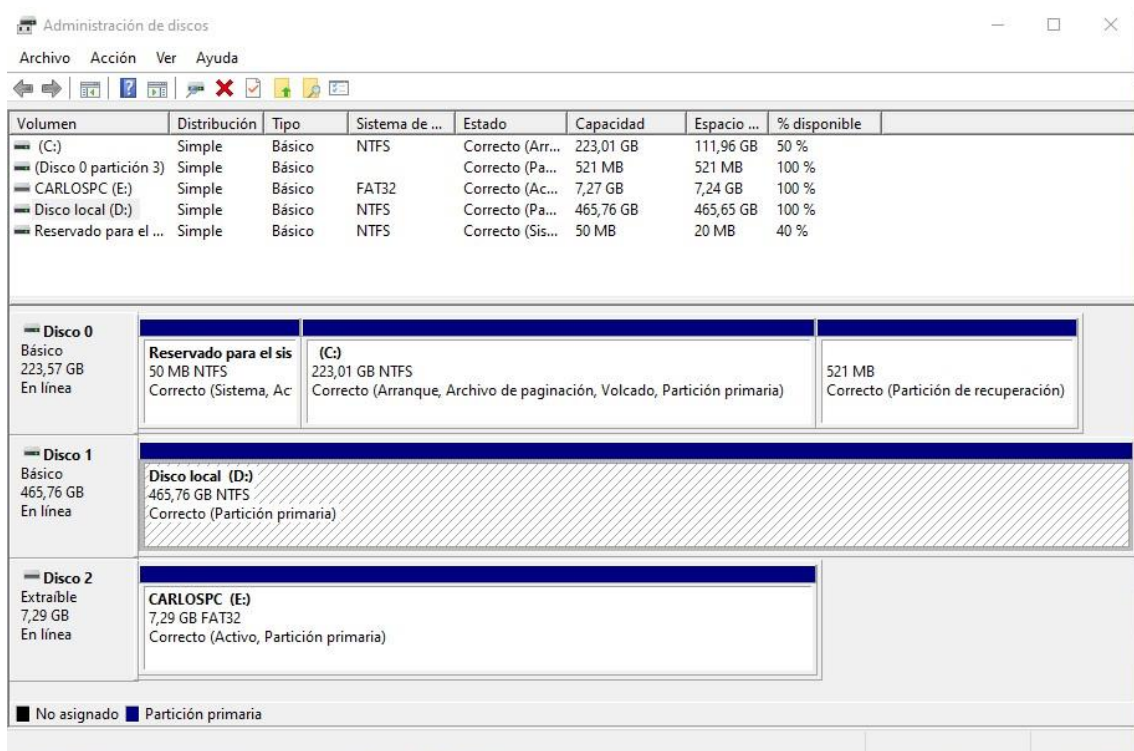 Administración de discos
Archivo Acción Ver Ayuda
Volumen Distribución Tipo Sistema de ... Estado Capacidad Espacio ... % disponible
(C:) Simple Básico NTFS Correcto (Arr... 223,01 GB 111,96 GB 50 %
(Disco 0 partición 3) Simple Básico Correcto (Pa... 521 MB 521 MB 100 %
CARLOSPC (E:) Simple Básico FAT32 Correcto (Ac... 7,27 GB 7,24 GB 100 %
Disco local (D:) Simple Básico NTFS Correcto (Pa... 465,76 GB 465,65 GB 100 %
Reservado para el ... Simple Básico NTFS Correcto (Sis... 50 MB 20 MB 40 %
Disco 0
Básico
223,57 GB
En línea
Reservado para el sis
50 MB NTFS
Correcto (Sistema, Ac
(C:)
223,01 GB NTFS
Correcto (Arranque, Archivo de paginación, Volcado, Partición primaria)
521 MB
Correcto (Partición de recuperación)
Disco 1
Básico
465,76 GB
En línea
Disco local (D:)
465,76 GB NTFS
Correcto (Partición primaria)
Disco 2
Extraíble
7,29 GB
En línea
CARLOSPC (E:)
7,29 GB FAT32
Correcto (Activo, Partición primaria)
No asignado Partición primaria